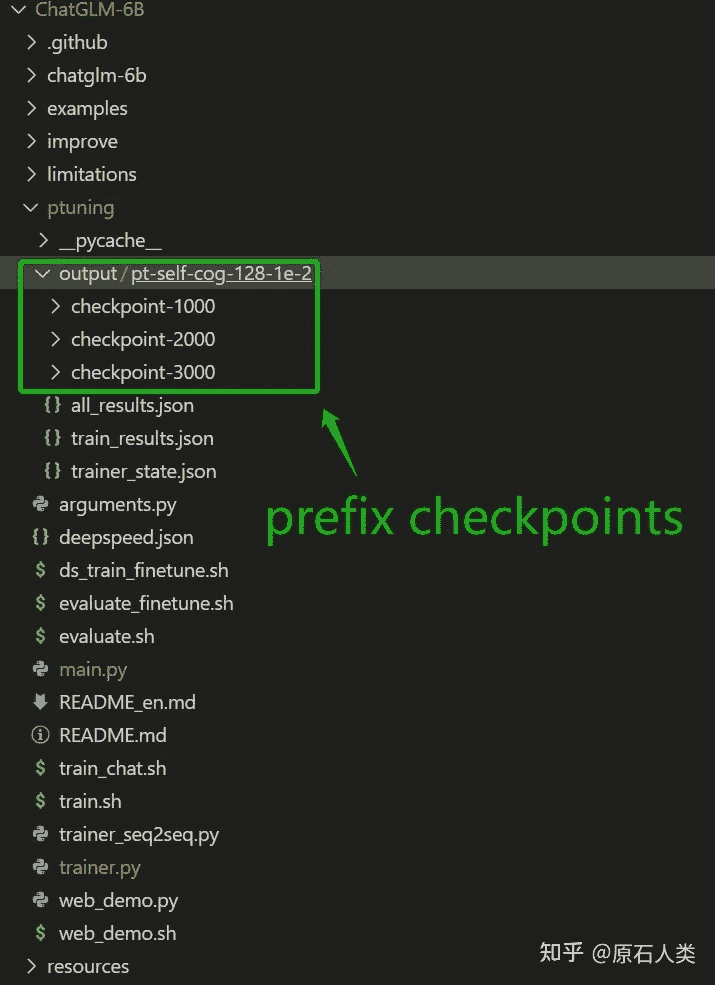 ChatGLM-6B
.github
chatglm-6b
examples
improve
limitations
ptuning
__pycache__
output/pt-self-cog-128-1e-2
checkpoint-1000
checkpoint-2000
checkpoint-3000
all_results.json
train_results.json
trainer_state.json
arguments.py
prefix checkpoints
deepspeed.json
ds_train_finetune.sh
evaluate_finetune.sh
evaluate.sh
main.py
README_en.md
README.md
train_chat.sh
train.sh
trainer_seq2seq.py
trainer.py
web_demo.py
web_demo.sh
知乎 @原石人类
resources